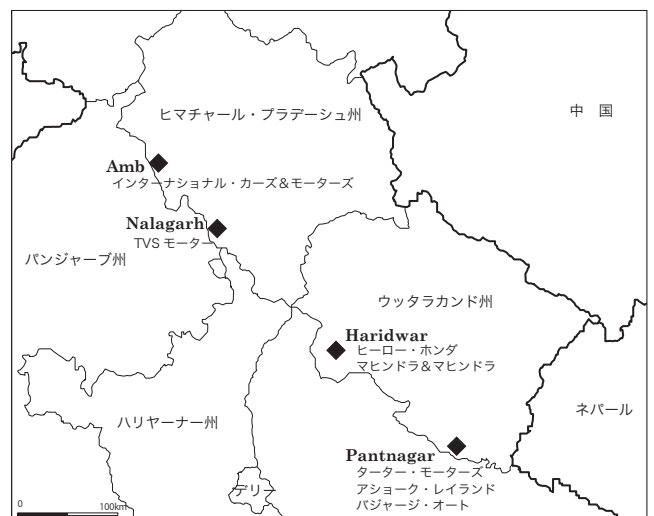 ヒマチャール・プラデーシュ州
中 国
Amb
インターナショナル・カーズ＆モーターズ
Nalagarh
TVS モーター
パンジャーブ州
ウッタラカンド州
Haridwar
ヒーロー・ホンダ
マヒンドラ＆マヒンドラ
ネパール
ハリヤーナー州
Pantnagar
ターター・モーターズ
アショーク・レイランド
バジャージ・オート
デリー
0 100km